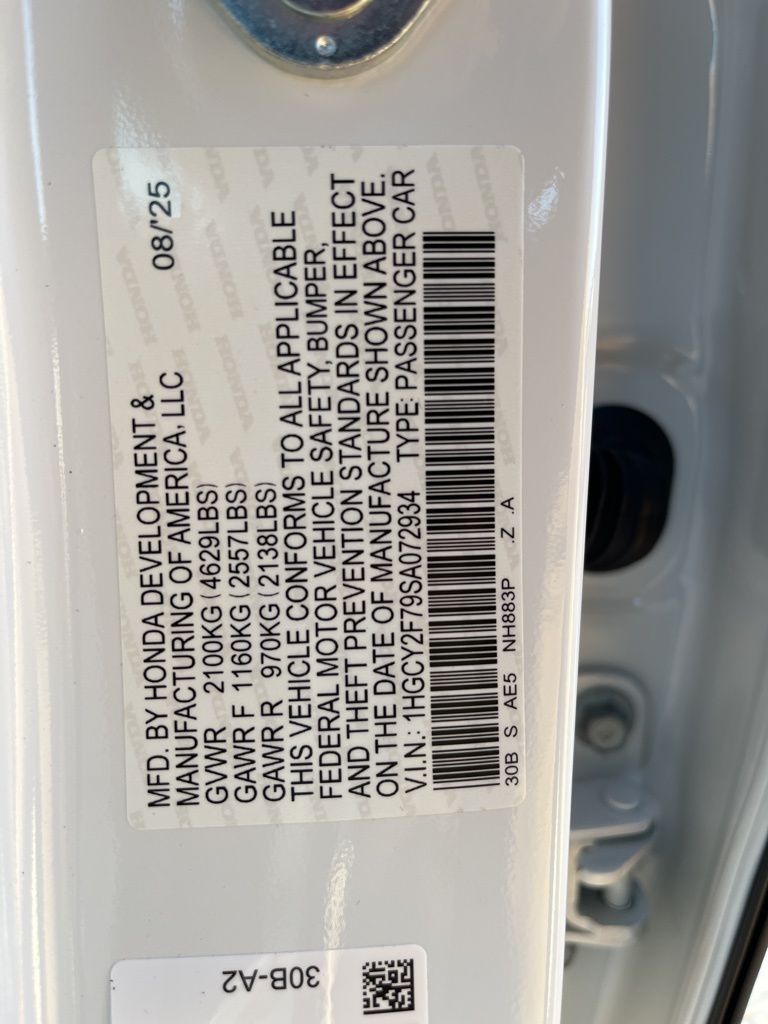 MFD. BY HONDA DEVELOPMENT & 08/'25
MANUFACTURING OF AMERICA, LLC
GVWR 2100KG (4629LBS)
GAWR F 1160KG (2557LBS)
GAWR R 970KG (2138LBS)
THIS VEHICLE CONFORMS TO ALL APPLICABLE
FEDERAL MOTOR VEHICLE SAFETY, BUMPER,
AND THEFT PREVENTION STANDARDS IN EFFECT
ON THE DATE OF MANUFACTURE SHOWN ABOVE.
V.I.N.: 1HGCY2F79SA072934 TYPE: PASSENGER CAR
30B S AE5 NH883P .Z .A
30B-A2